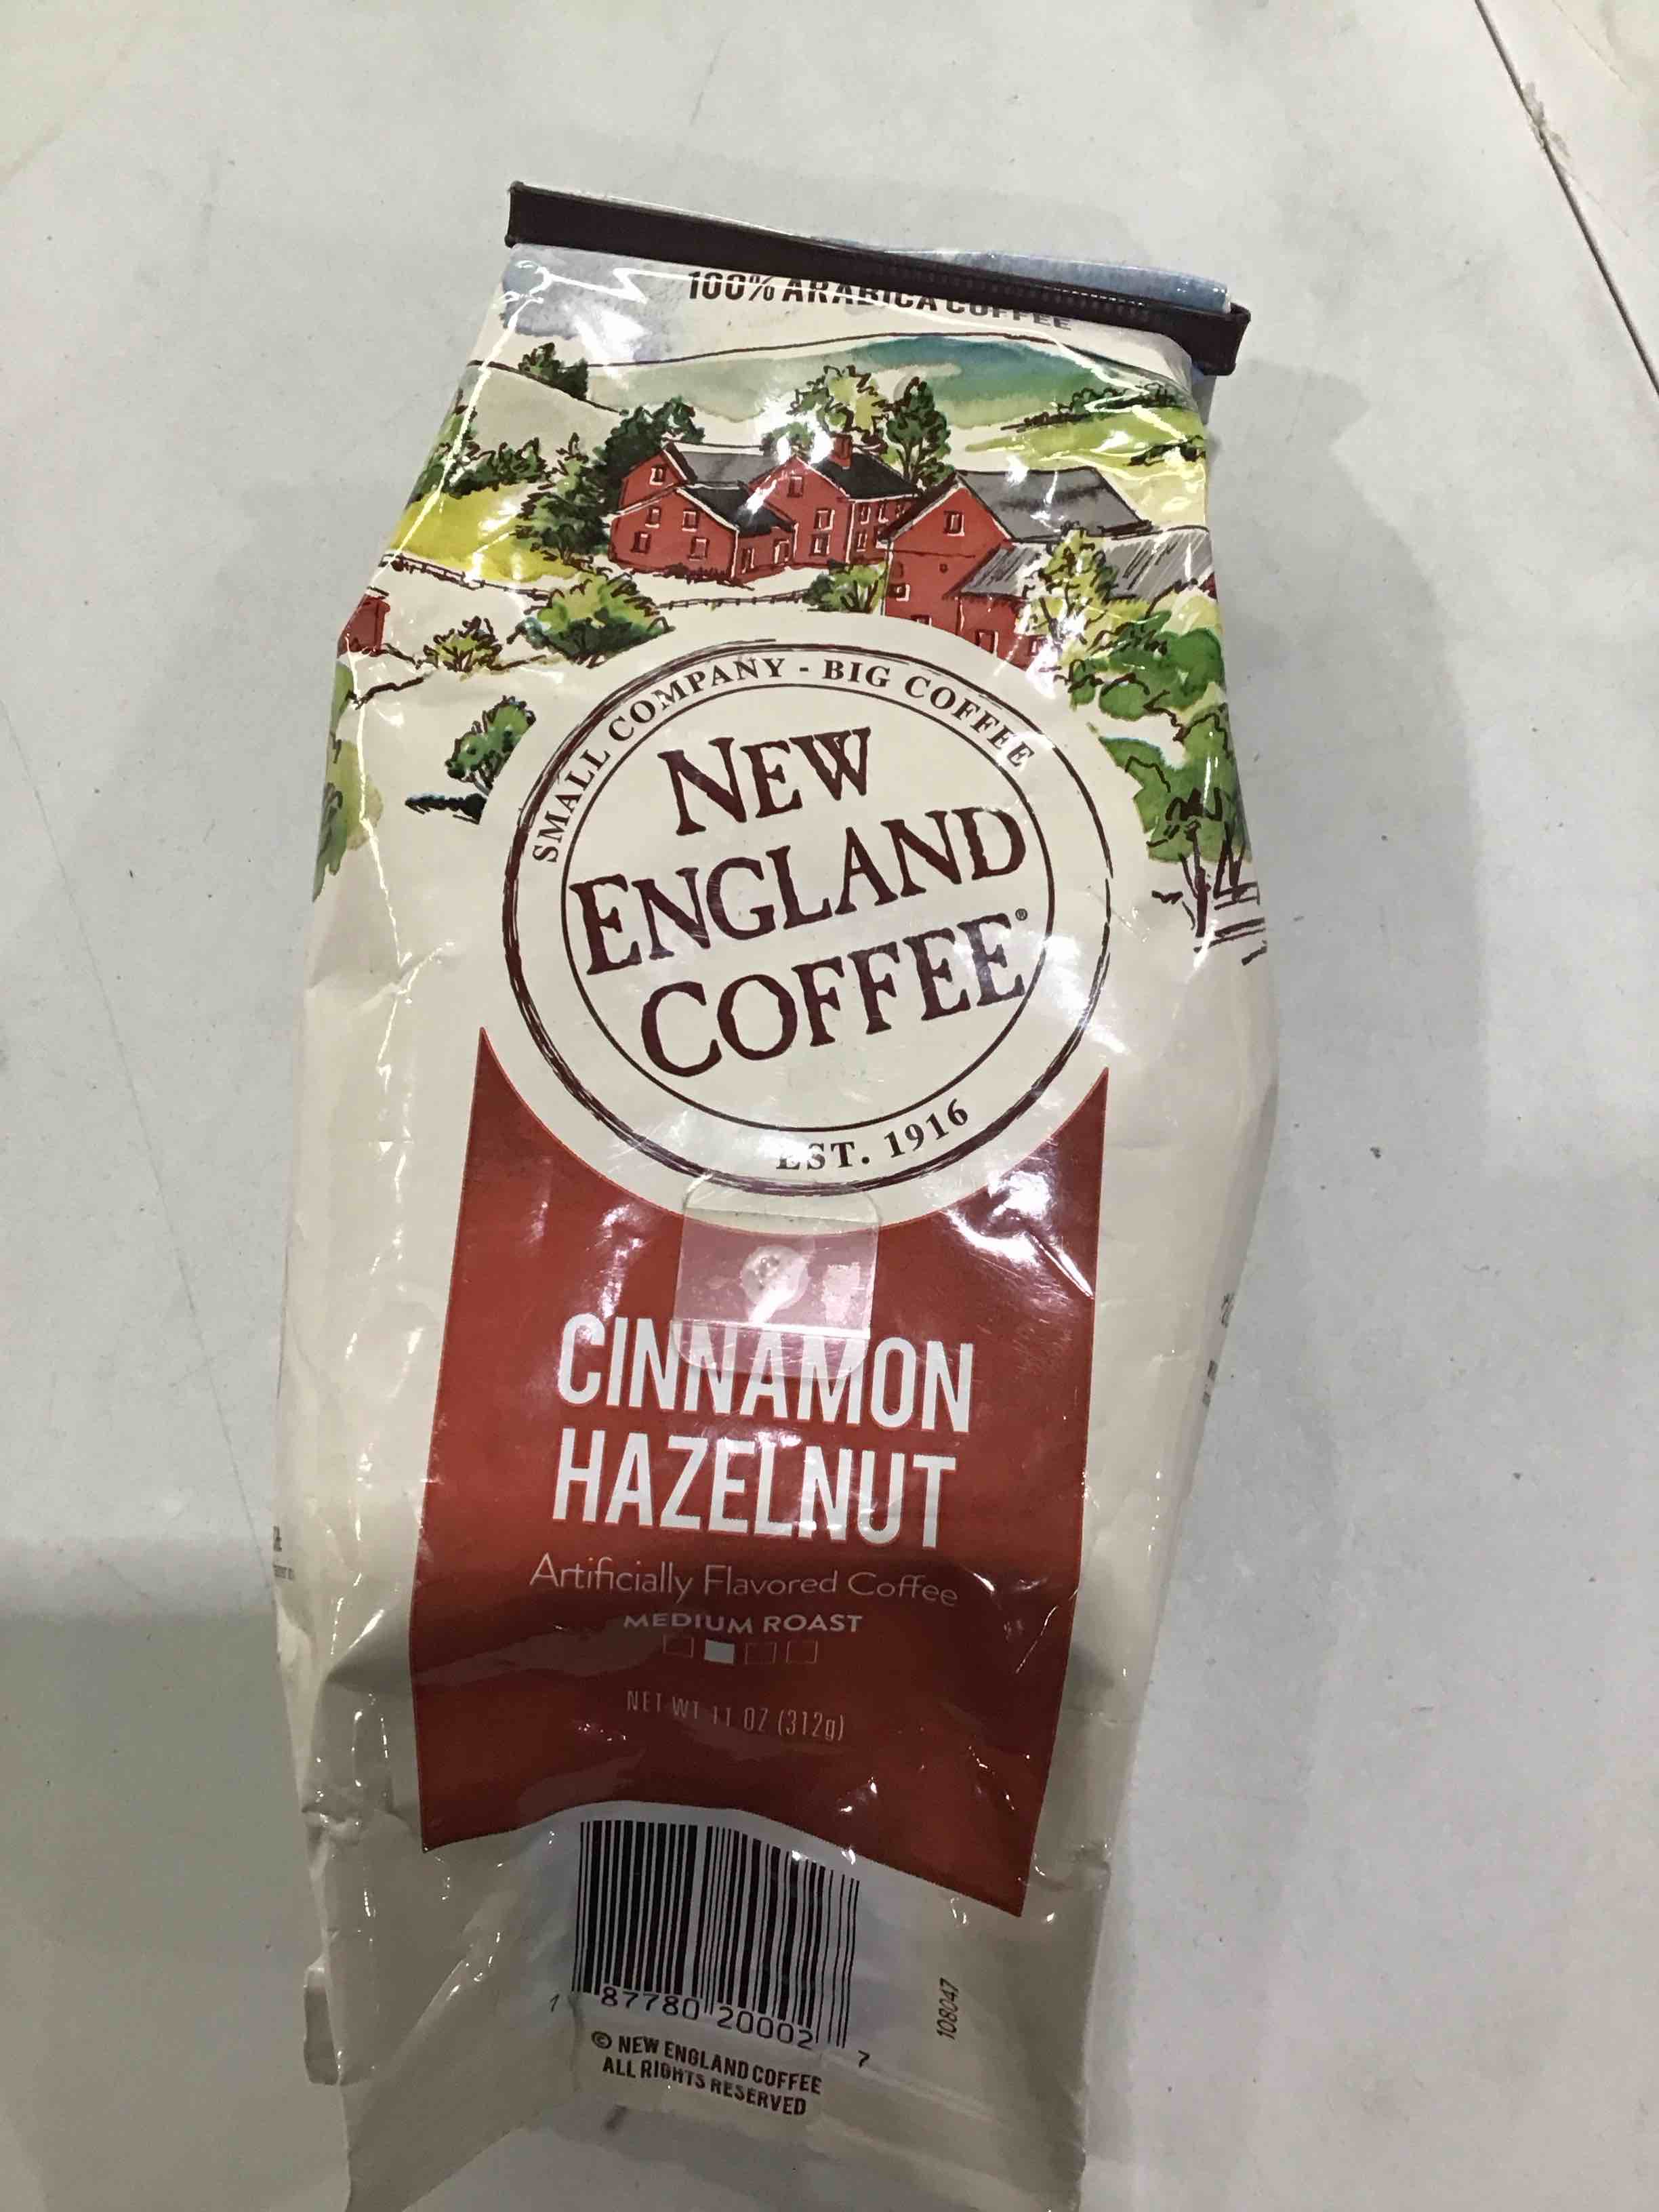 100% ARABICA COFFEE
SMALL COMPANY - BIG COFFEE
NEW
ENGLAND
COFFEE®
EST. 1916
CINNAMON
HAZELNUT
Artificially Flavored Coffee
MEDIUM ROAST
NET WT 11 OZ (312g)
1 87780 20002 7
108047
© NEW ENGLAND COFFEE
ALL RIGHTS RESERVED